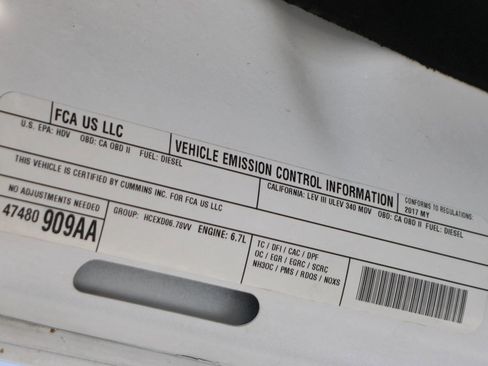 FCA US LLC
VEHICLE EMISSION CONTROL INFORMATION
CONFORMS TO REGULATIONS:
2017 MY
U.S. EPA: HDV OBD: CA OBD II FUEL: DIESEL
CALIFORNIA: LEV III ULEV 340 MDV OBD: CA OBD II FUEL: DIESEL
THIS VEHICLE IS CERTIFIED BY CUMMINS INC. FOR FCA US LLC
NO ADJUSTMENTS NEEDED
47480 909AA
GROUP: HCEXD06.78VV ENGINE: 6.7L
TC / DFI / CAC / DPF
OC / EGR / EGRC / SCRC
NH3OC / PMS / RDQS / NOXS